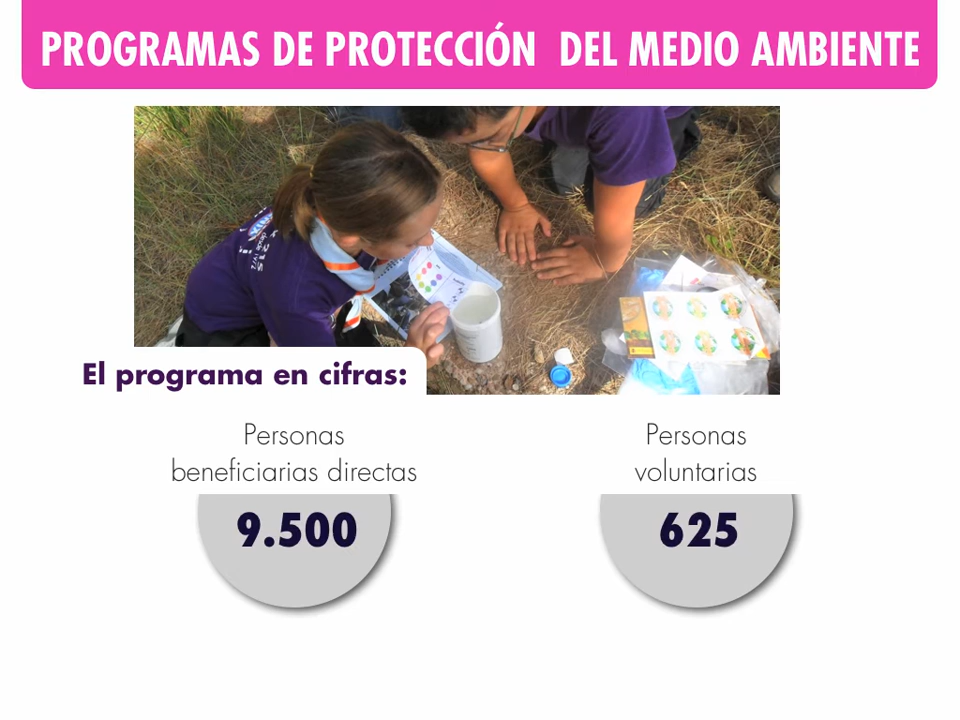 PROGRAMAS DE PROTECCIÓN DEL MEDIO AMBIENTE
El programa en cifras:
Personas
beneficiarias directas
9.500
Personas
voluntarias
625